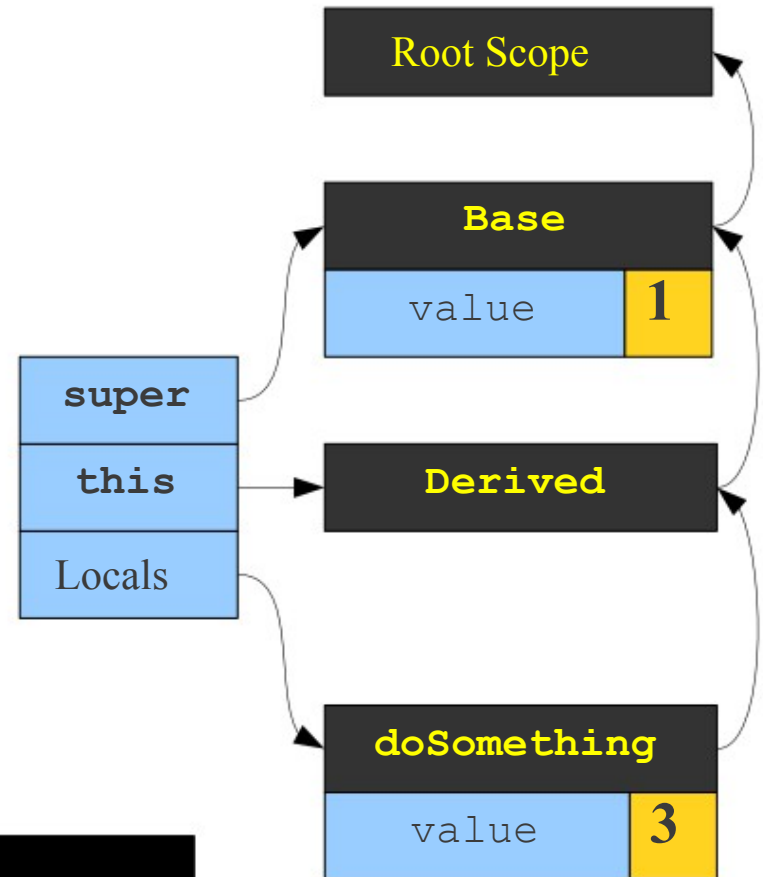 Root Scope
Base
value 1
super
this
Derived
Locals
doSomething
value 3